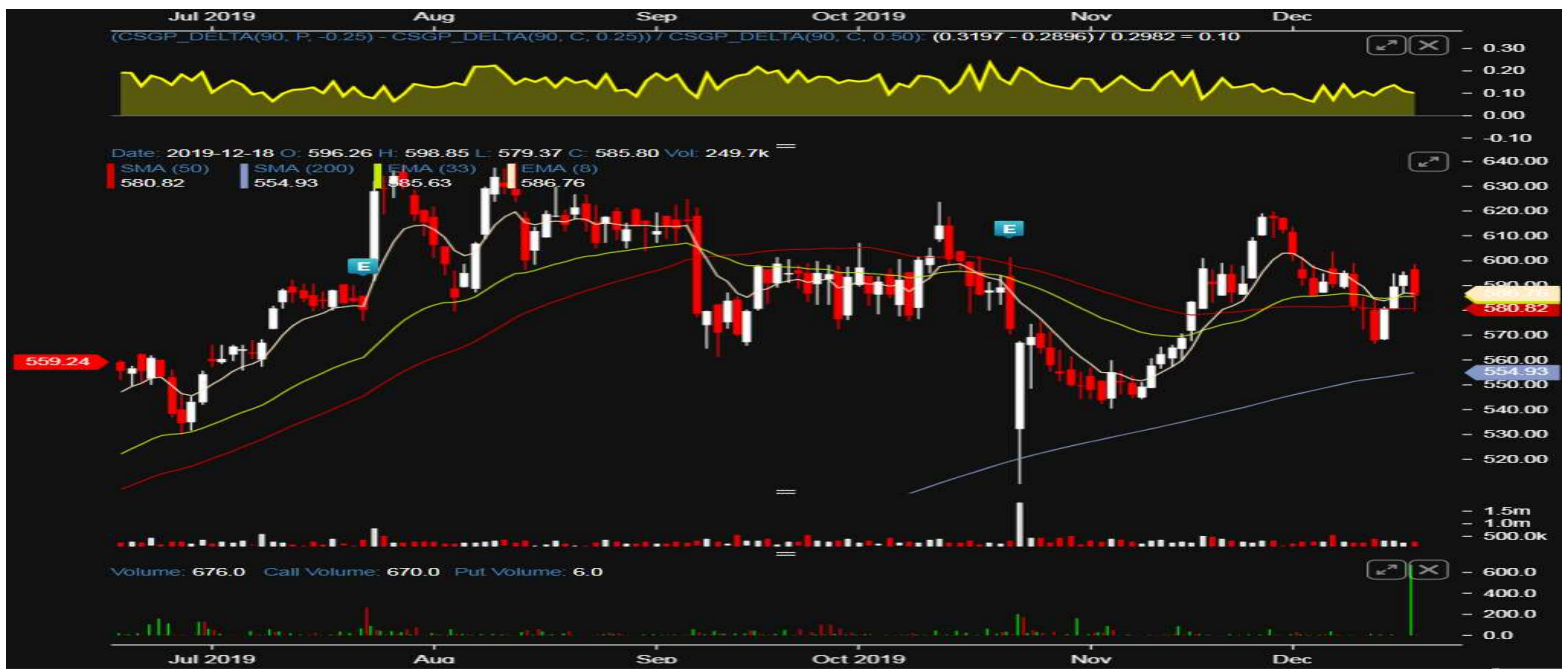 Jul 2019 Aug Sep Oct 2019 Nov Dec
(CSGP_DELTA(90, P, -0.25) - CSGP_DELTA(90, C, 0.25)) / CSGP_DELTA(90, C, 0.50): (0.3197 - 0.2896) / 0.2982 = 0.10
0.30
0.20
0.10
0.00
-0.10
Date: 2019-12-18 O: 596.26 H: 598.85 L: 579.37 C: 585.80 Vol: 249.7k
SMA (50) SMA (200) EMA (33) EMA (8)
580.82 554.93 585.63 586.76
640.00
630.00
620.00
E
610.00
E
600.00
590.00
580.82
570.00
559.24
560.00
554.93
550.00
540.00
530.00
520.00
1.5m
1.0m
500.0k
Volume: 676.0 Call Volume: 670.0 Put Volume: 6.0
600.0
400.0
200.0
0.0
Jul 2019 Aug Sep Oct 2019 Nov Dec